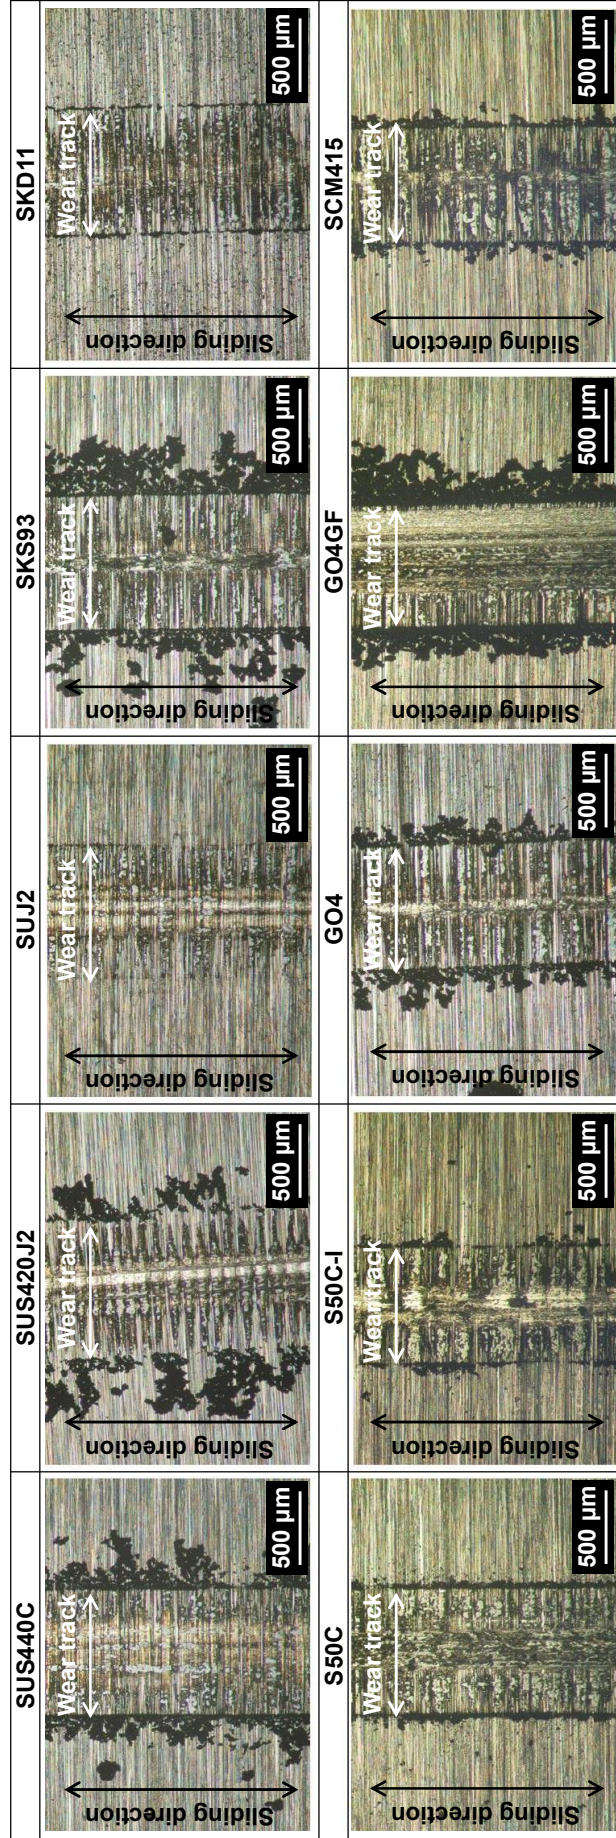 SUS440C
SUS420J2
SUJ2
SKS93
SKD11
Wear track
Sliding direction
500 µm
Wear track
Sliding direction
500 µm
Wear track
Sliding direction
500 µm
Wear track
Sliding direction
500 µm
Wear track
Sliding direction
500 µm
S50C
S50C-I
GO4
GO4GF
SCM415
Wear track
Sliding direction
500 µm
Wear track
Sliding direction
500 µm
Wear track
Sliding direction
500 µm
Wear track
Sliding direction
500 µm
Wear track
Sliding direction
500 µm